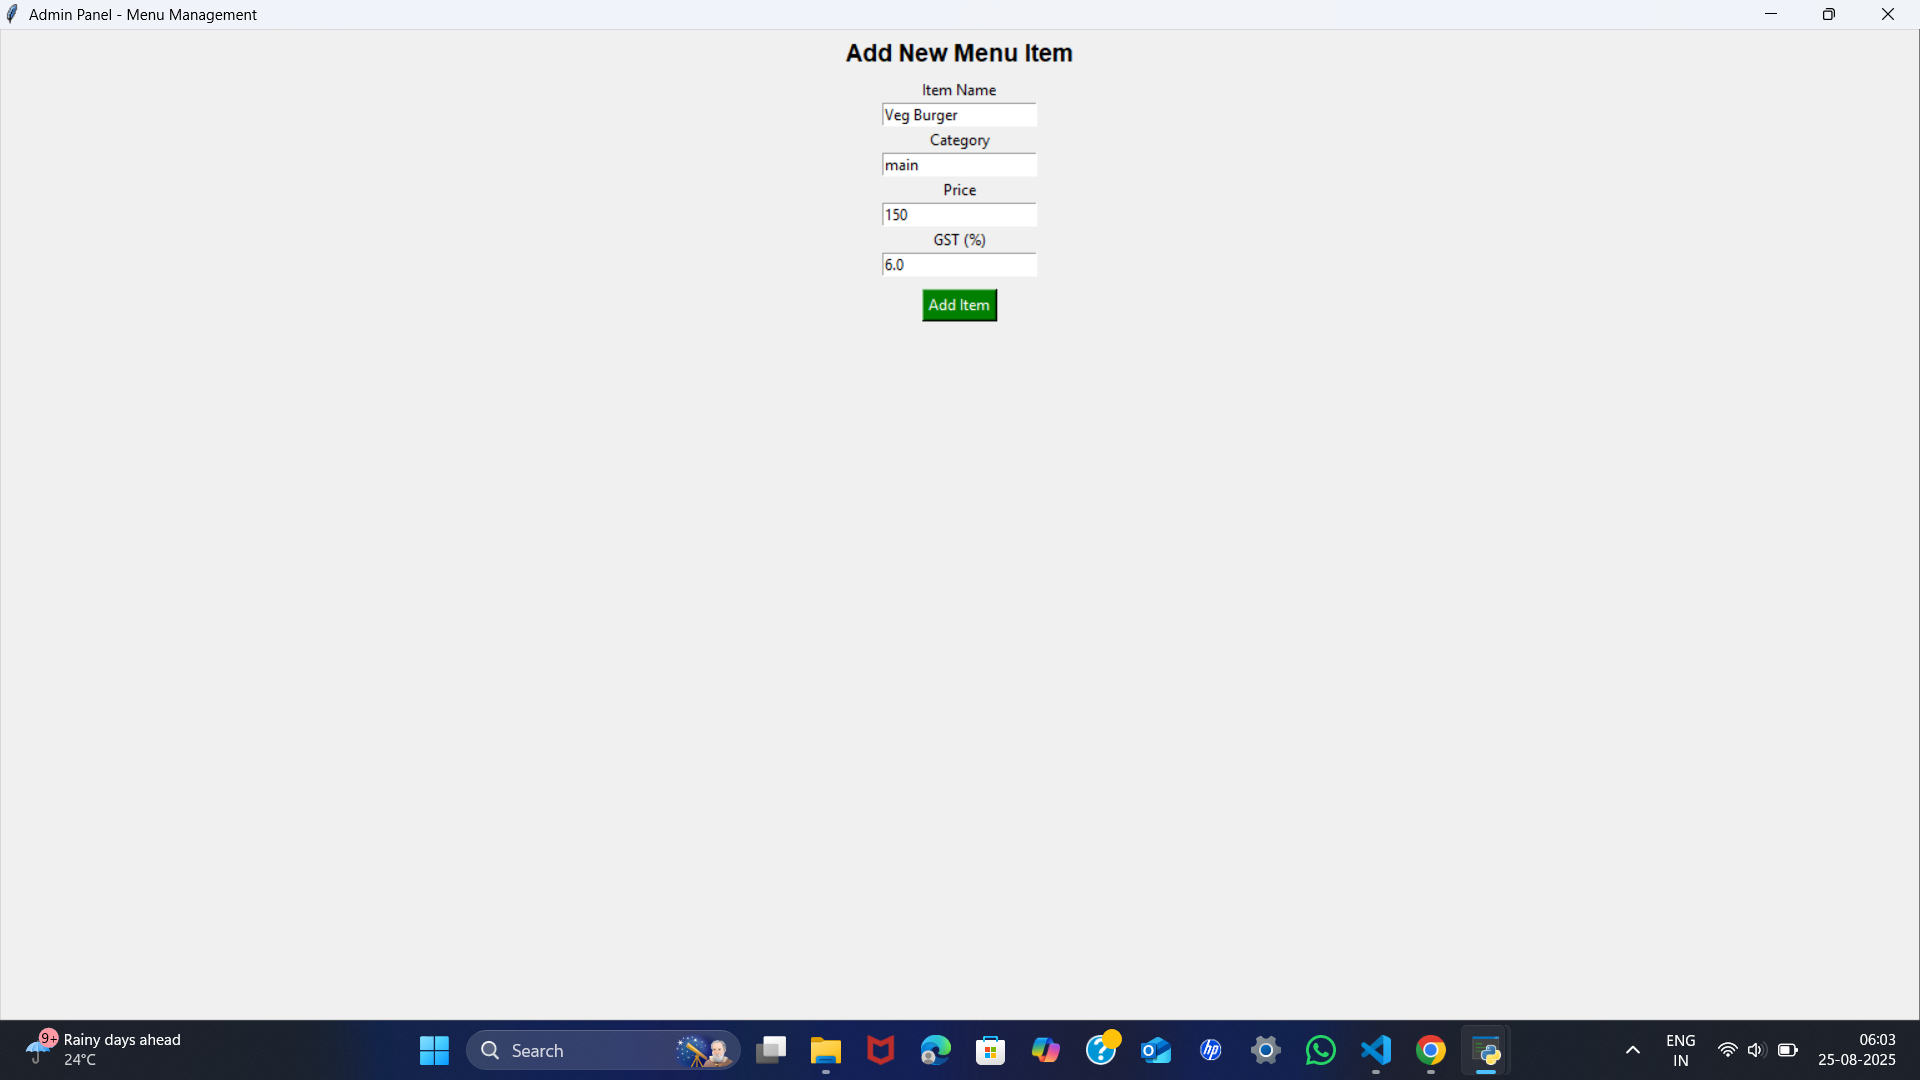 Admin Panel - Menu Management
Add New Menu Item
Item Name
Veg Burger
Category
main
Price
150
GST (%)
6.0
Add Item
9+
Rainy days ahead
24°C
Search
hp
ENG
IN
06:03
25-08-2025